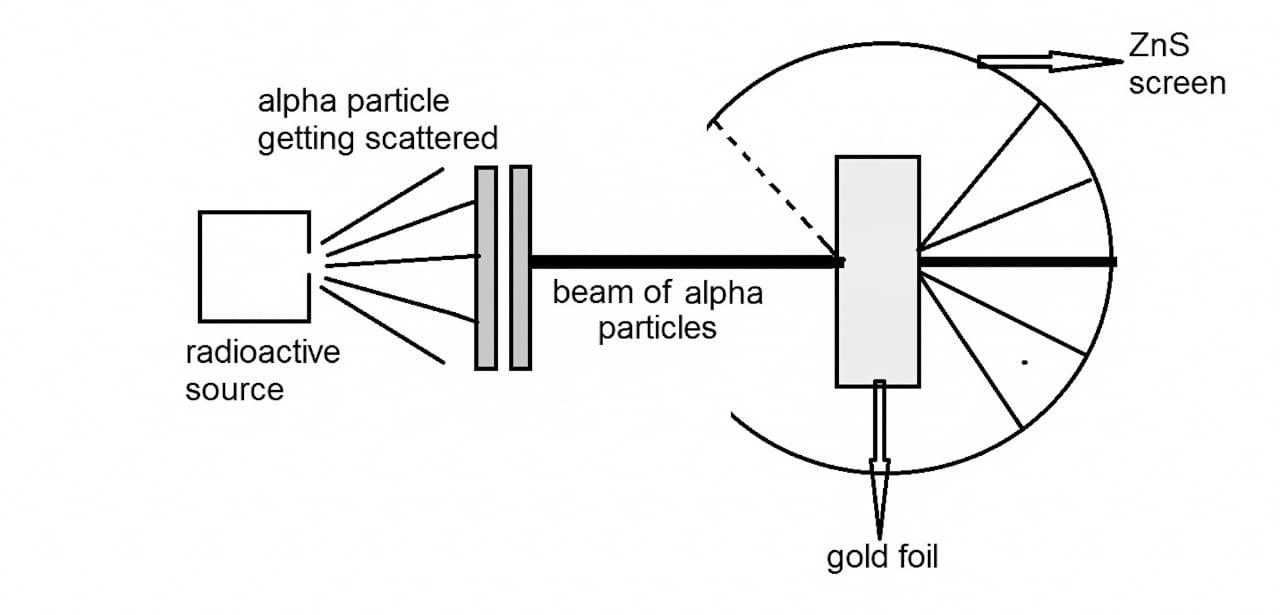 alpha particle
getting scattered
radioactive
source
beam of alpha
particles
ZnS
screen
gold foil